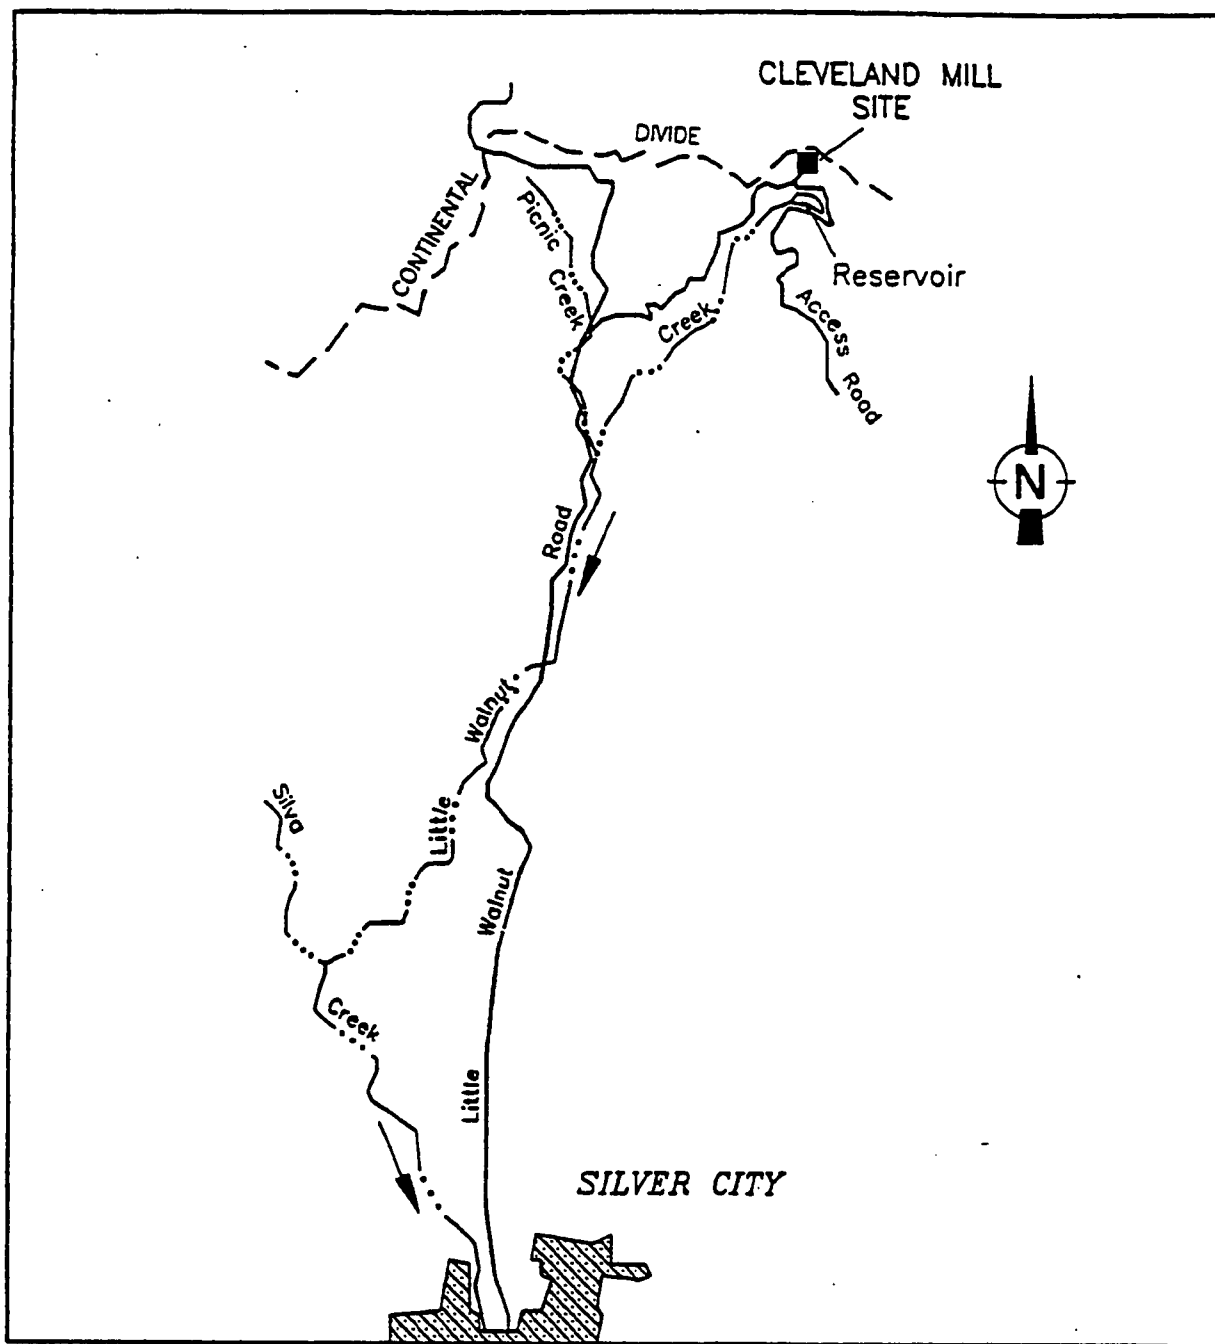 CLEVELAND MILL
SITE
DIVIDE
CONTINENTAL
Picnic
Creek
Reservoir
Creek
Access
Road
N
Road
Walnut
Little
Silva
Walnut
Creek
Little
SILVER CITY